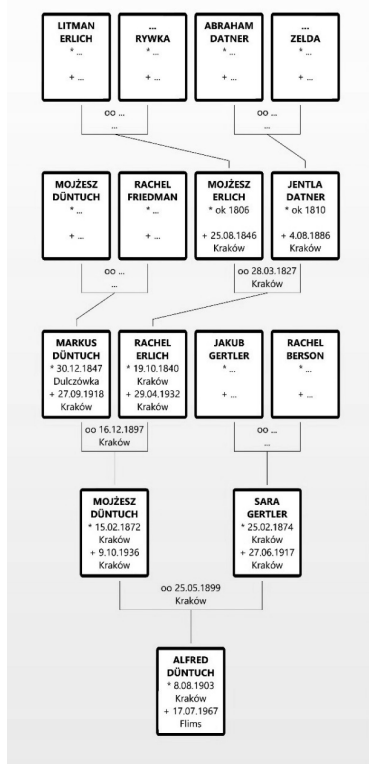 LITMAN
ERLICH
* ...
+ ...
...
RYWKA
* ...
+ ...
ABRAHAM
DATNER
* ...
+ ...
...
ZELDA
* ...
+ ...
oo ...
...
oo ...
...
MOJŻESZ
DÜNTUCH
* ...
+ ...
RACHEL
FRIEDMAN
* ...
+ ...
MOJŻESZ
ERLICH
* ok 1806
+ 25.08.1846
Kraków
JENTLA
DATNER
* ok 1810
+ 4.08.1886
Kraków
oo ...
...
oo 28.03.1827
Kraków
MARKUS
DÜNTUCH
* 30.12.1847
Dulczówka
+ 27.09.1918
Kraków
RACHEL
ERLICH
* 19.10.1840
Kraków
+ 29.04.1932
Kraków
JAKUB
GERTLER
* ...
+ ...
RACHEL
BERSON
* ...
+ ...
oo 16.12.1897
Kraków
oo ...
...
MOJŻESZ
DÜNTUCH
* 15.02.1872
Kraków
+ 9.10.1936
Kraków
SARA
GERTLER
* 25.02.1874
Kraków
+ 27.06.1917
Kraków
oo 25.05.1899
Kraków
ALFRED
DÜNTUCH
* 8.08.1903
Kraków
+ 17.07.1967
Flims